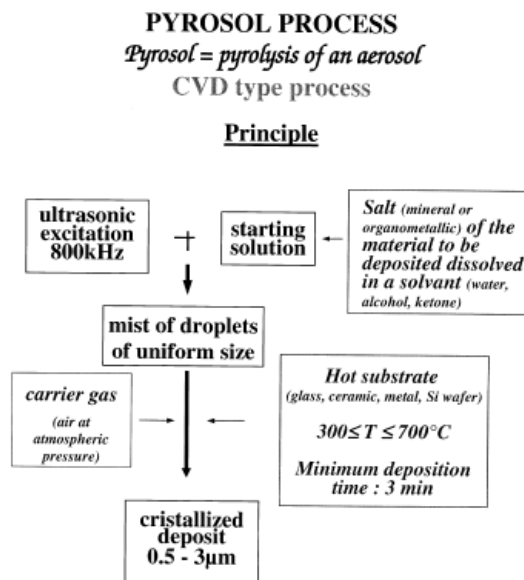 PYROSOL PROCESS
Pyrosol = pyrolysis of an aerosol
CVD type process
Principle
ultrasonic
excitation
800kHz
+
starting
solution
Salt (mineral or
organometallic) of the
material to be
deposited dissolved
in a solvant (water,
alcohol, ketone)
mist of droplets
of uniform size
carrier gas
(air at
atmospheric
pressure)
Hot substrate
(glass, ceramic, metal, Si wafer)
300≤T ≤700°C
Minimum deposition
time : 3 min
cristallized
deposit
0.5 - 3µm